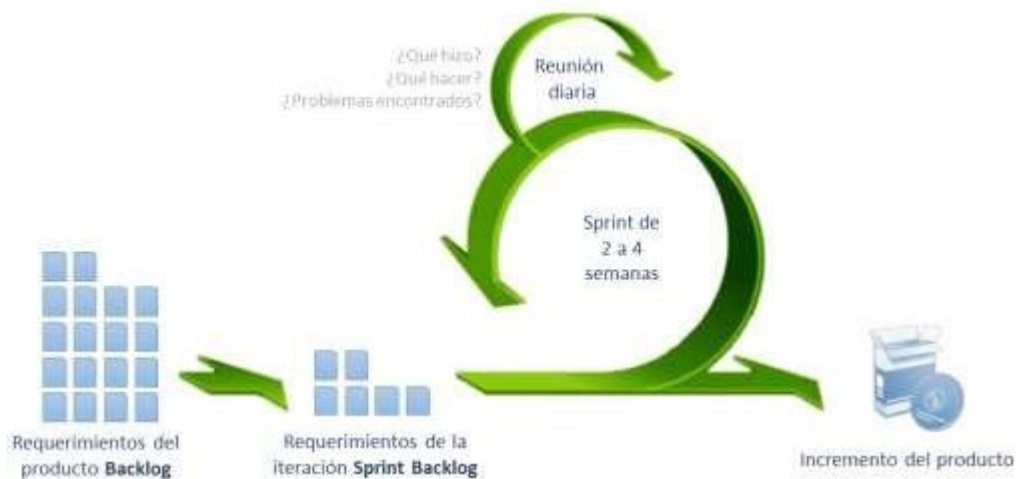 ¿Qué hizo?
¿Qué hacer?
¿Problemas encontrados?
Reunión
diaria
Sprint de
2 a 4
semanas
Requerimientos del
producto Backlog
Requerimientos de la
iteración Sprint Backlog
Incremento del producto